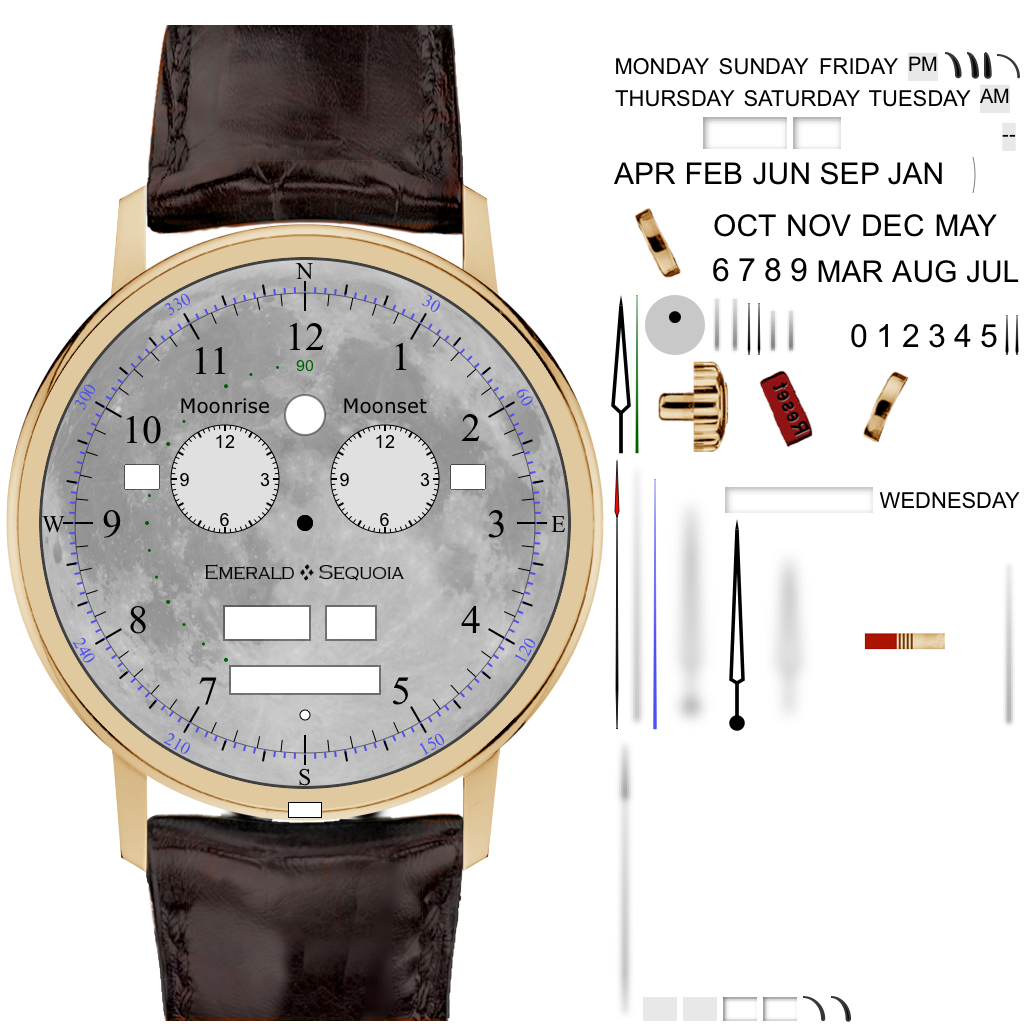 N
330 30
12
11 1
90
300 60
Moonrise Moonset
10 2
12 12
9 3 9 3
6 6
W 9 3 E
EMERALD SEQUOIA
8 4
240 120
7 5
210 150
S
MONDAY SUNDAY FRIDAY PM
THURSDAY SATURDAY TUESDAY AM
--
APR FEB JUN SEP JAN
OCT NOV DEC MAY
6 7 8 9 MAR AUG JUL
0 1 2 3 4 5
Reset
WEDNESDAY